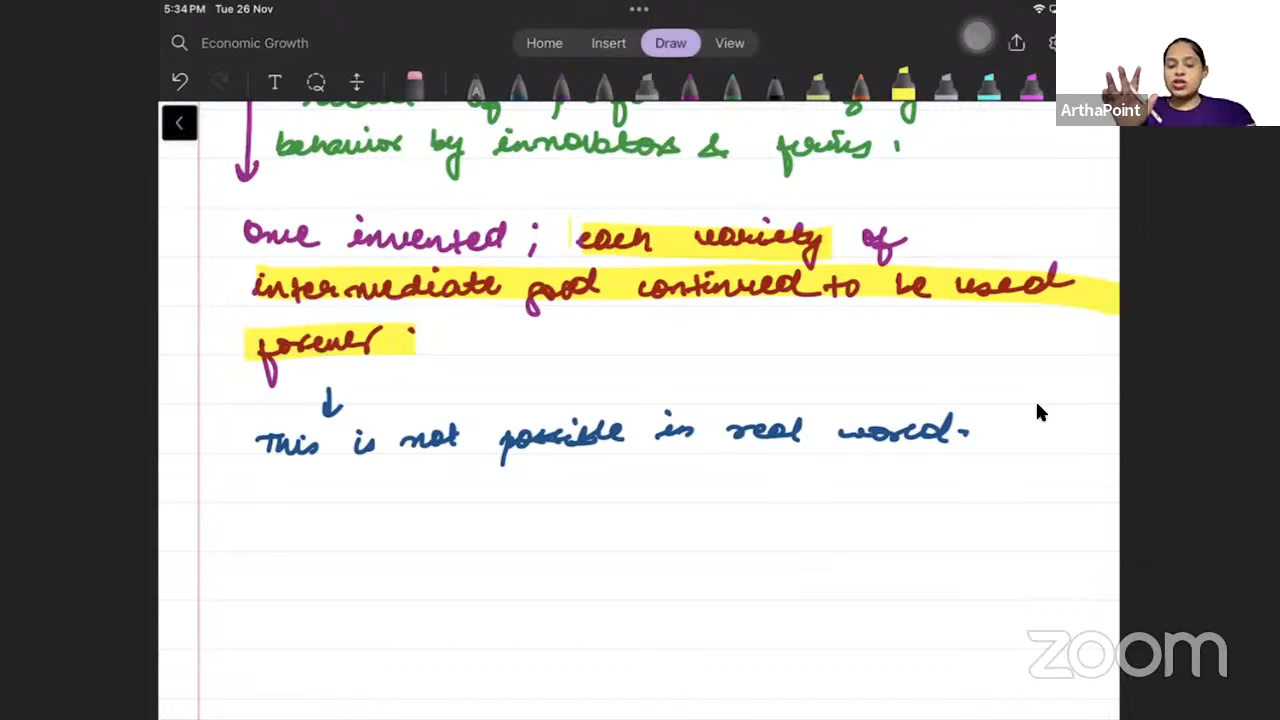 5:34 PM Tue 26 Nov
Economic Growth
Home Insert Draw View
T
A
ArthaPoint
behavior by innovators & firms.
Once invented; each variety of
intermediate good continued to be used
forever.
This is not possible in real world.
zoom